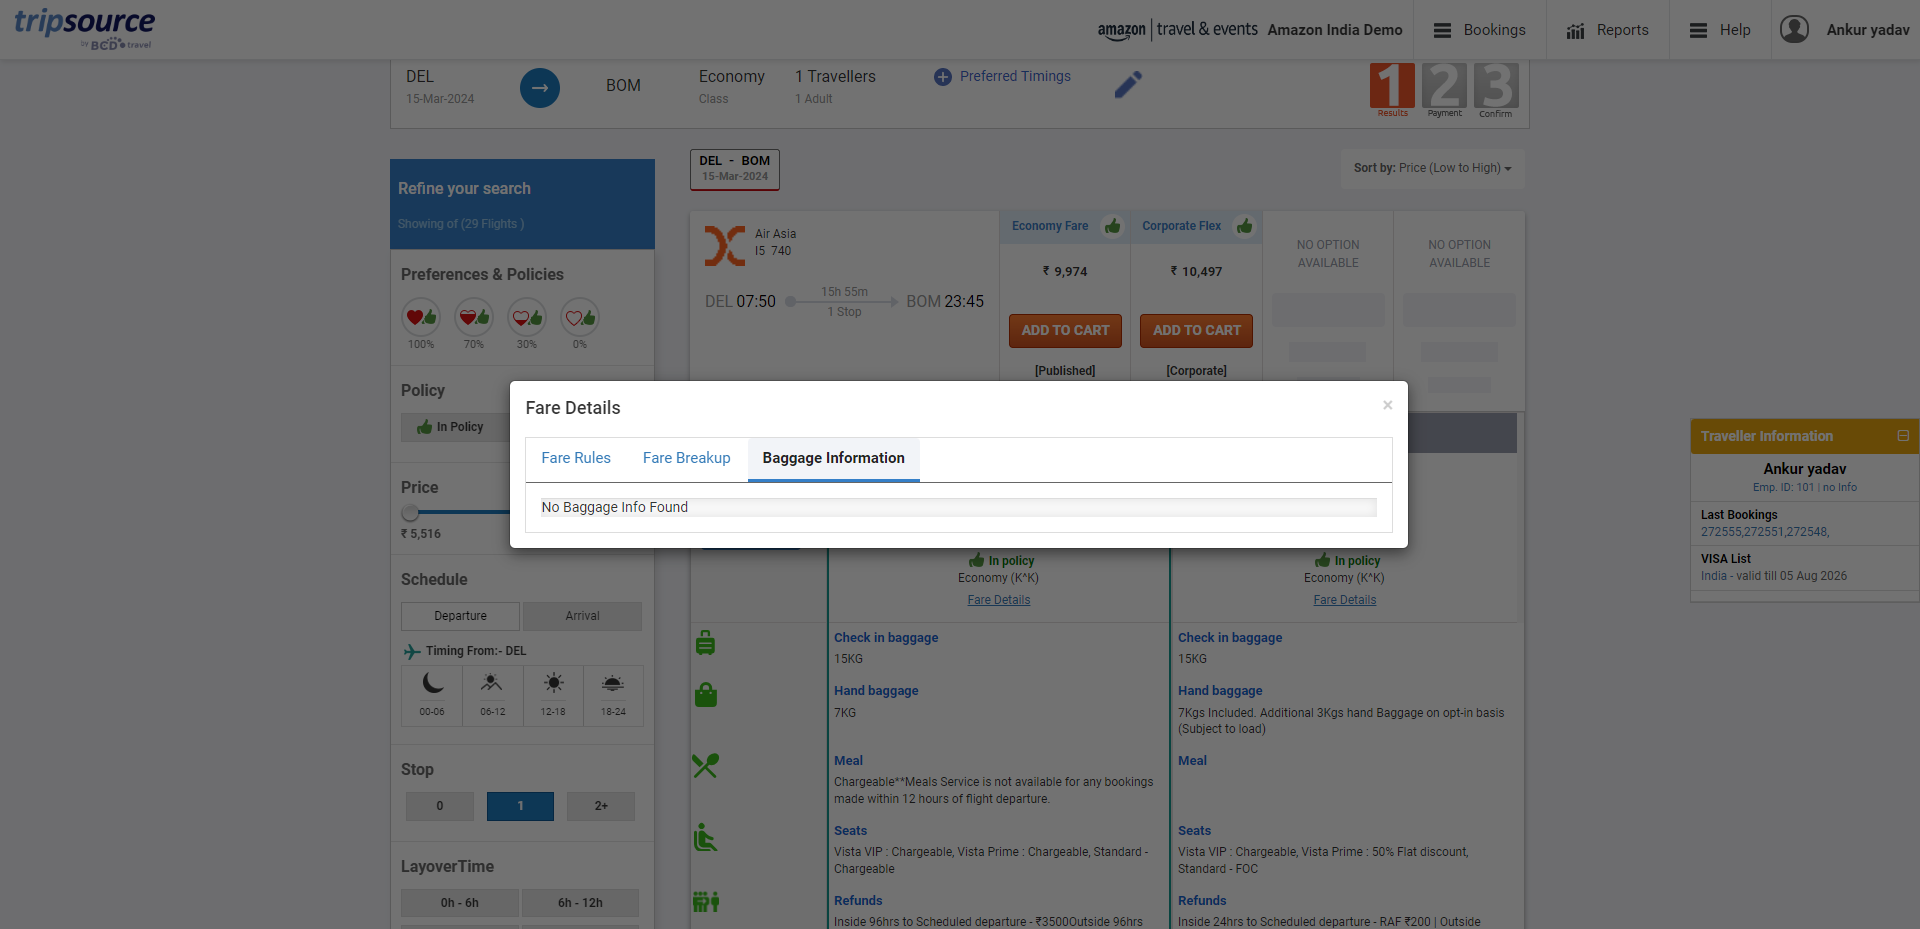 tripsource
by BCD travel
amazon | travel & events Amazon India Demo
Bookings
Reports
Help
Ankur yadav
DEL
15-Mar-2024
BOM
Economy
Class
1 Travellers
1 Adult
Preferred Timings
1 2 3
Results Payment Confirm
Refine your search
Showing of (29 Flights )
Preferences & Policies
100% 70% 30% 0%
Policy
In Policy
Price
₹ 5,516
Schedule
Departure Arrival
Timing From:- DEL
00-06 06-12 12-18 18-24
Stop
0 1 2+
LayoverTime
0h - 6h 6h - 12h
DEL - BOM
15-Mar-2024
Sort by: Price (Low to High)
Air Asia
I5 740
DEL 07:50 15h 55m BOM 23:45
1 Stop
Economy Fare
₹ 9,974
ADD TO CART
[Published]
Corporate Flex
₹ 10,497
ADD TO CART
[Corporate]
NO OPTION
AVAILABLE
NO OPTION
AVAILABLE
Fare Details
×
Fare Rules Fare Breakup Baggage Information
No Baggage Info Found
In policy
Economy (K^K)
Fare Details
In policy
Economy (K^K)
Fare Details
Check in baggage
15KG
Check in baggage
15KG
Hand baggage
7KG
Hand baggage
7Kgs Included. Additional 3Kgs hand Baggage on opt-in basis
(Subject to load)
Meal
Chargeable**Meals Service is not available for any bookings
made within 12 hours of flight departure.
Meal
Seats
Vista VIP : Chargeable, Vista Prime : Chargeable, Standard -
Chargeable
Seats
Vista VIP : Chargeable, Vista Prime : 50% Flat discount,
Standard - FOC
Refunds
Inside 96hrs to Scheduled departure - ₹3500Outside 96hrs
Refunds
Inside 24hrs to Scheduled departure - RAF ₹200 | Outside
Traveller Information
Ankur yadav
Emp. ID: 101 | no Info
Last Bookings
272555,272551,272548,
VISA List
India - valid till 05 Aug 2026